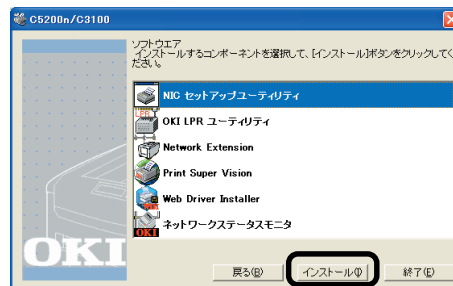 C5200n/C3100
ソフトウエア
インストールするコンポーネントを選択して、[インストール]ボタンをクリックしてく
ださい。
NIC セットアップユーティリティ
OKI LPR ユーティリティ
Network Extension
Print Super Vision
Web Driver Installer
ネットワークステータスモニタ
OKI
戻る(B)
インストール(I)
終了(E)